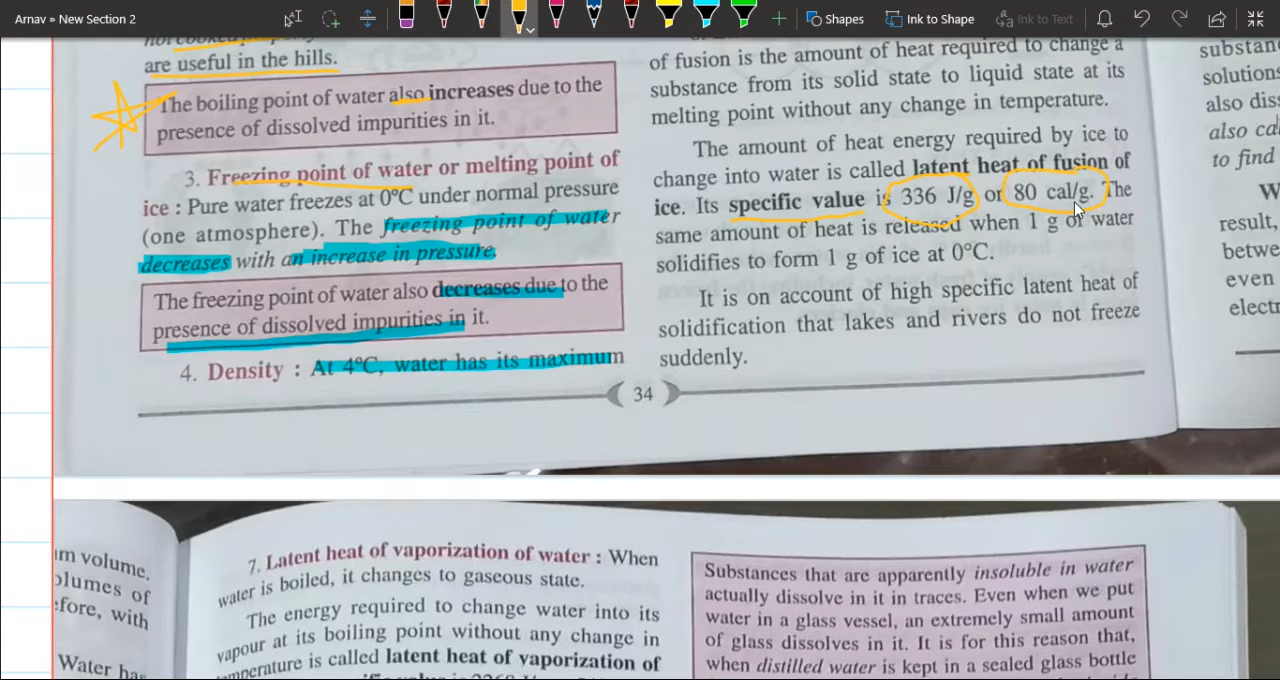 Arnav » New Section 2
Shapes
Ink to Shape
Ink to Text
are useful in the hills.
The boiling point of water also increases due to the
presence of dissolved impurities in it.
3. Freezing point of water or melting point of
ice : Pure water freezes at 0°C under normal pressure
(one atmosphere). The freezing point of water
decreases with an increase in pressure.
The freezing point of water also decreases due to the
presence of dissolved impurities in it.
4. Density : At 4°C, water has its maximum
of fusion is the amount of heat required to change a
substance from its solid state to liquid state at its
melting point without any change in temperature.
The amount of heat energy required by ice to
change into water is called latent heat of fusion of
ice. Its specific value is 336 J/g or 80 cal/g. The
same amount of heat is released when 1 g of water
solidifies to form 1 g of ice at 0°C.
It is on account of high specific latent heat of
solidification that lakes and rivers do not freeze
suddenly.
34
substan
solution
also dis
also ca
to find
W
result,
betwe
even
electr
um volume.
olumes of
efore, with
Water has
7. Latent heat of vaporization of water : When
water is boiled, it changes to gaseous state.
The energy required to change water into its
vapour at its boiling point without any change in
temperature is called latent heat of vaporization of
Substances that are apparently insoluble in water
actually dissolve in it in traces. Even when we put
water in a glass vessel, an extremely small amount
of glass dissolves in it. It is for this reason that,
when distilled water is kept in a sealed glass bottle